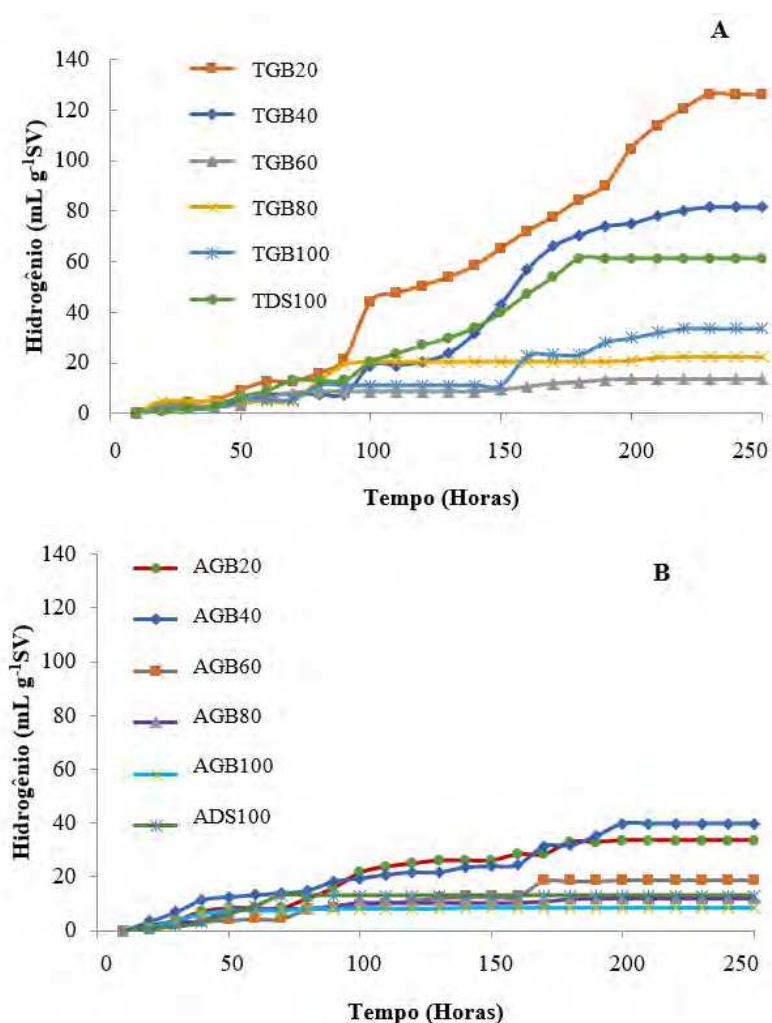 A
140
120
100
80
60
40
20
0
Hidrogênio (mL g⁻¹SV)
TGB20
TGB40
TGB60
TGB80
TGB100
TDS100
0 50 100 150 200 250
Tempo (Horas)
B
140
120
100
80
60
40
20
0
Hidrogênio (mL g⁻¹SV)
AGB20
AGB40
AGB60
AGB80
AGB100
ADS100
0 50 100 150 200 250
Tempo (Horas)